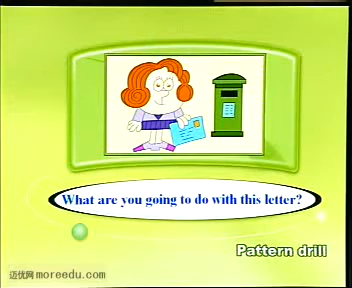 What are you going to do with this letter?
Pattern drill
迈优网moreedu.com